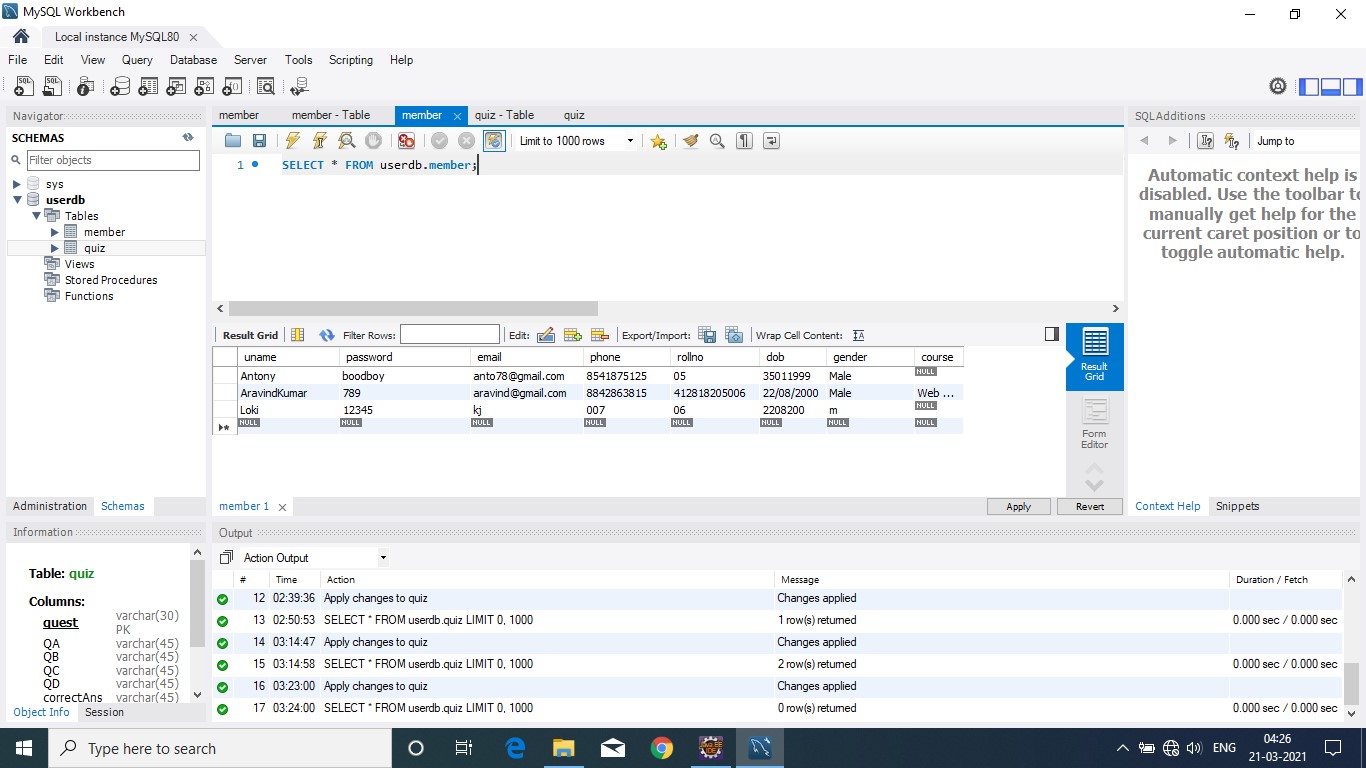 MySQL Workbench
Local instance MySQL80
File Edit View Query Database Server Tools Scripting Help
Navigator
SCHEMAS
Filter objects
sys
userdb
Tables
member
quiz
Views
Stored Procedures
Functions
Administration Schemas
Information
Table: quiz
Columns:
quest varchar(30) PK
QA varchar(45)
QB varchar(45)
QC varchar(45)
QD varchar(45)
correctAns varchar(45)
Object Info Session
member member - Table member quiz - Table quiz
Limit to 1000 rows
1 SELECT * FROM userdb.member;
Result Grid Filter Rows: Edit: Export/Import: Wrap Cell Content:
uname password email phone rollno dob gender course
Antony boodboy anto78@gmail.com 8541875125 05 35011999 Male NULL
AravindKumar 789 aravind@gmail.com 8842863815 412818205006 22/08/2000 Male Web ...
Loki 12345 kj 007 06 2208200 m NULL
NULL NULL NULL NULL NULL NULL NULL NULL
Result Grid
Form Editor
member 1 Apply Revert
SQLAdditions
Jump to
Automatic context help is
disabled. Use the toolbar to
manually get help for the
current caret position or to
toggle automatic help.
Context Help Snippets
Output
Action Output
# Time Action Message Duration / Fetch
12 02:39:36 Apply changes to quiz Changes applied
13 02:50:53 SELECT * FROM userdb.quiz LIMIT 0, 1000 1 row(s) returned 0.000 sec / 0.000 sec
14 03:14:47 Apply changes to quiz Changes applied
15 03:14:58 SELECT * FROM userdb.quiz LIMIT 0, 1000 2 row(s) returned 0.000 sec / 0.000 sec
16 03:23:00 Apply changes to quiz Changes applied
17 03:24:00 SELECT * FROM userdb.quiz LIMIT 0, 1000 0 row(s) returned 0.000 sec / 0.000 sec
Type here to search
ENG
04:26
21-03-2021